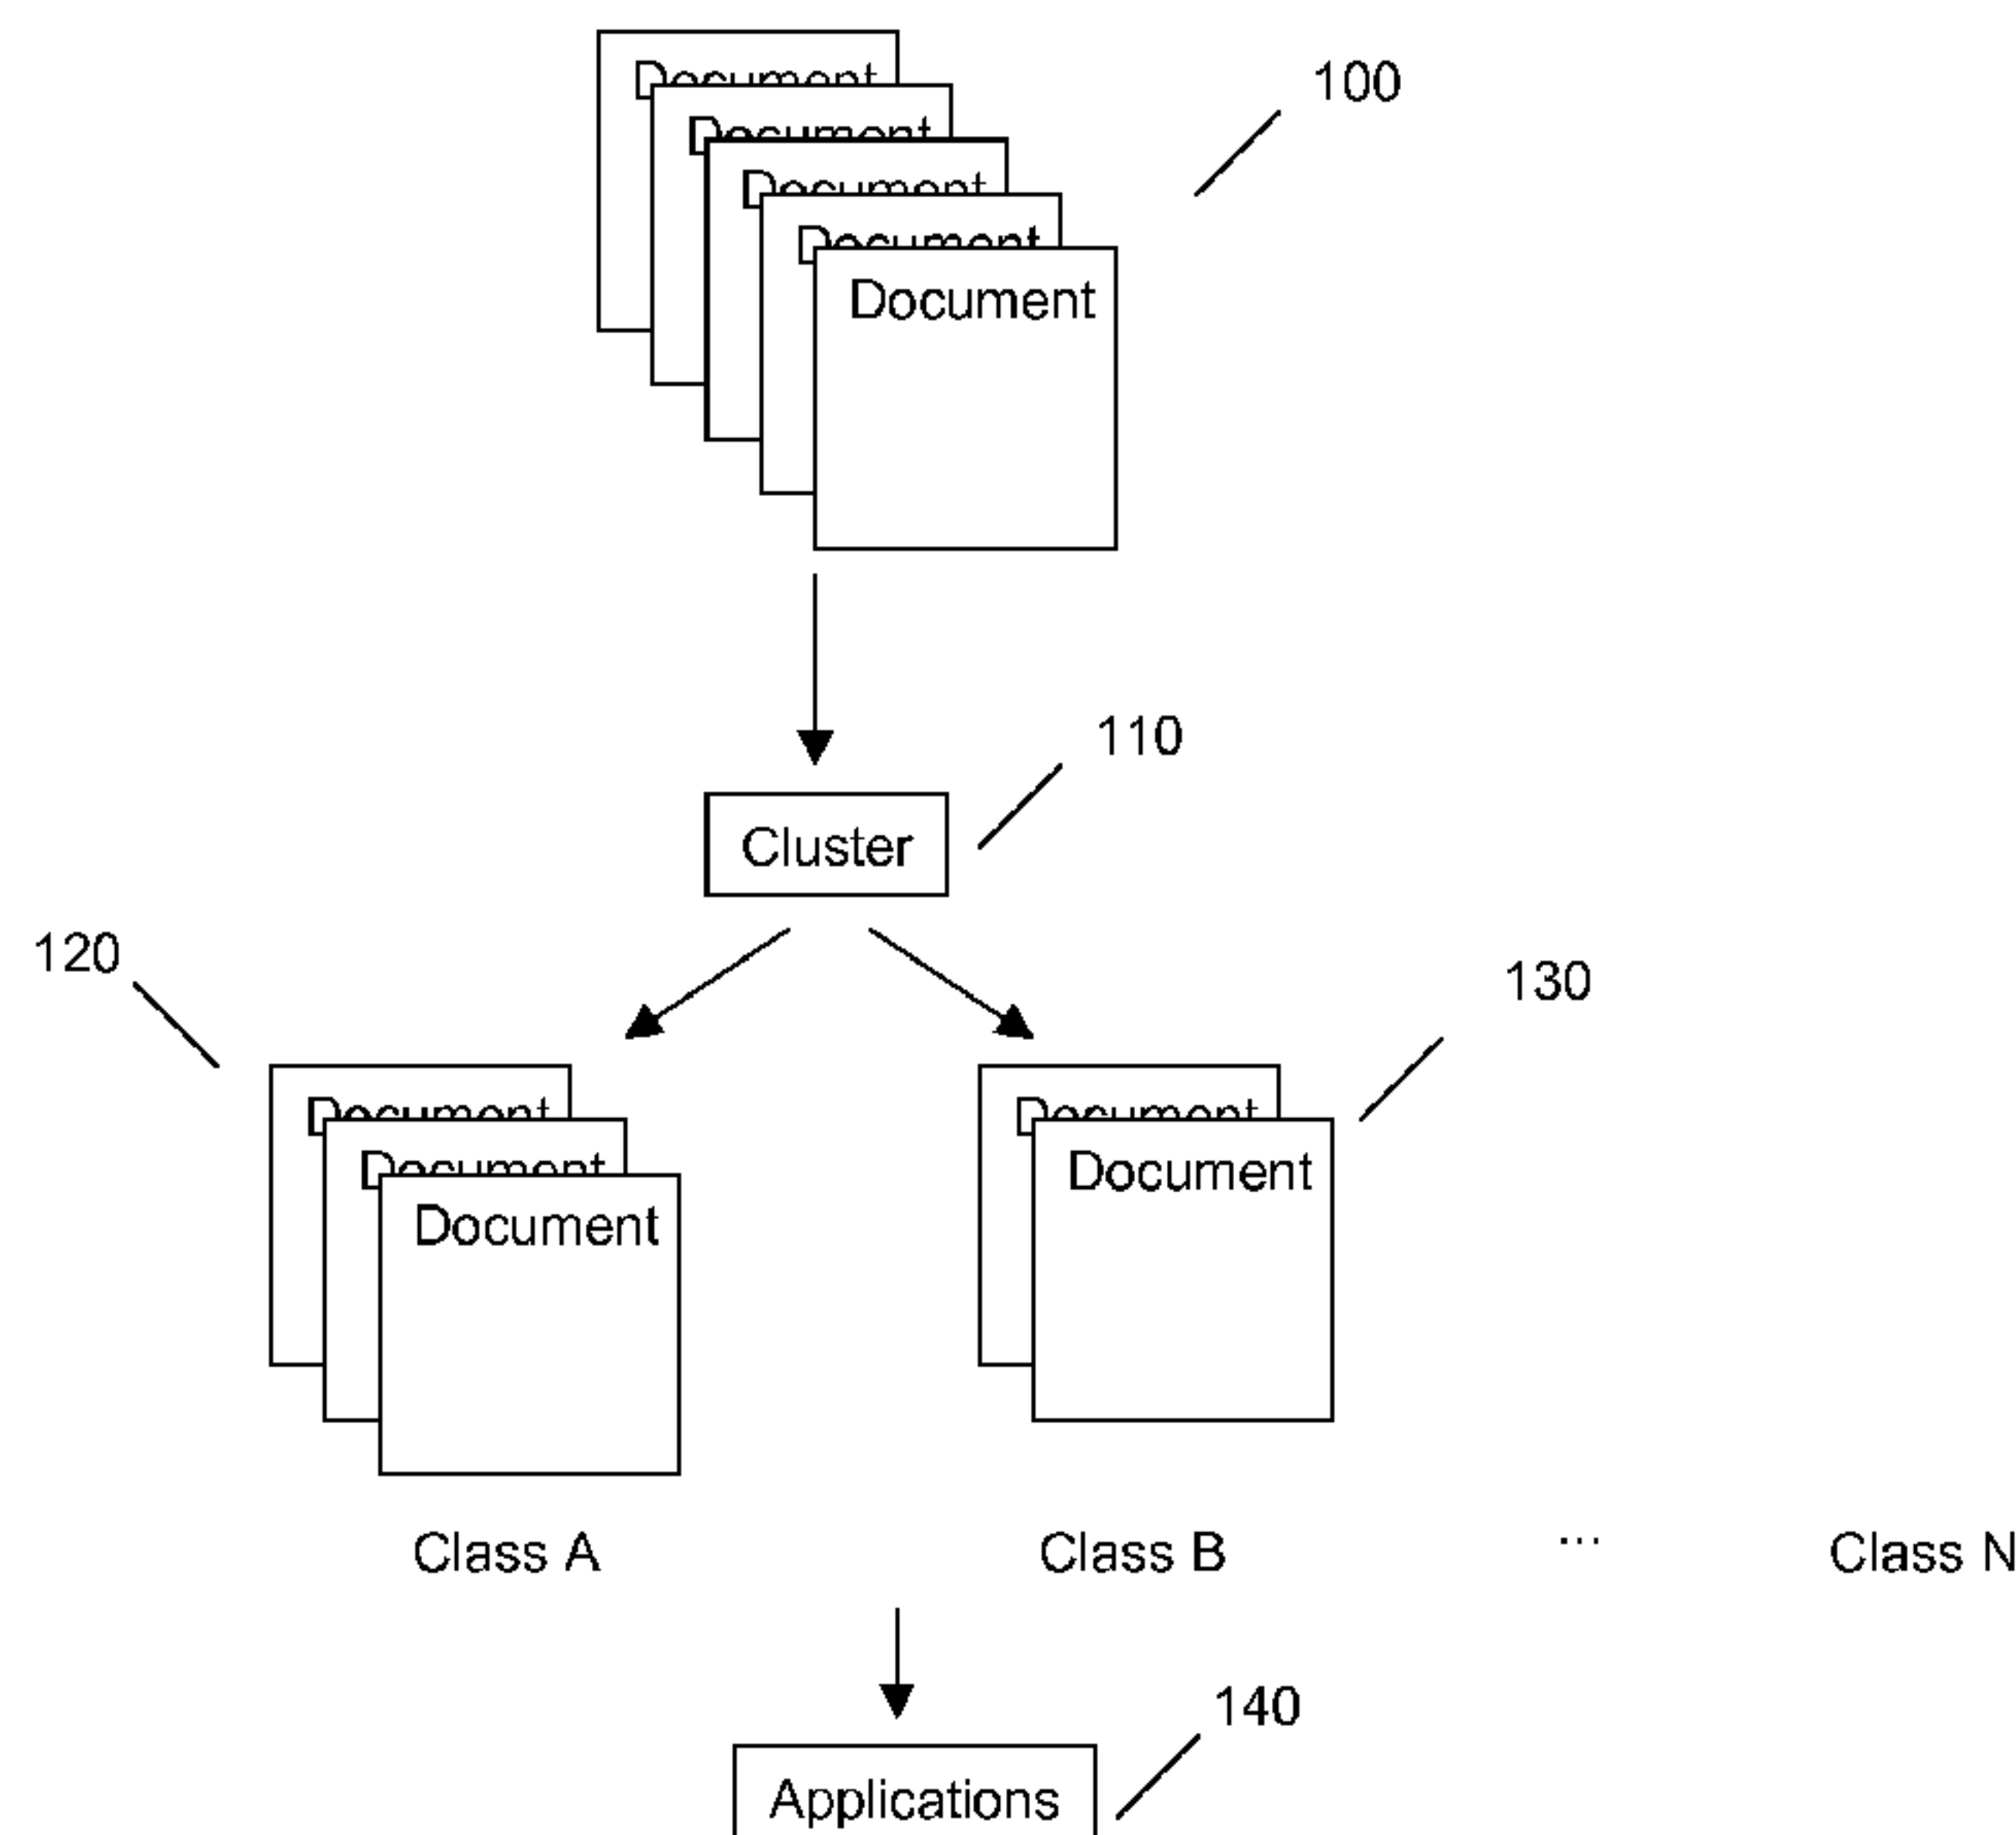 Document
100
Document
Document
Document
Document
110
Cluster
120
130
Document
Document
Document
Document
Document
Class A
Class B
...
Class N
140
Applications